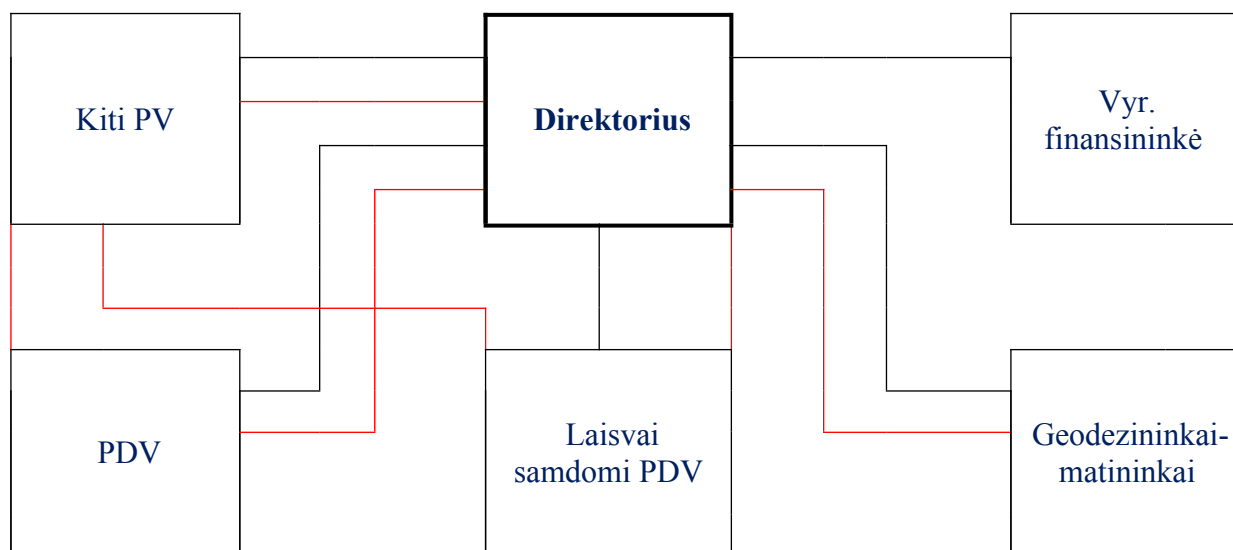 Kiti PV
Direktorius
Vyr.
finansininkė
PDV
Laisvai
samdomi PDV
Geodezininkai-
matininkai